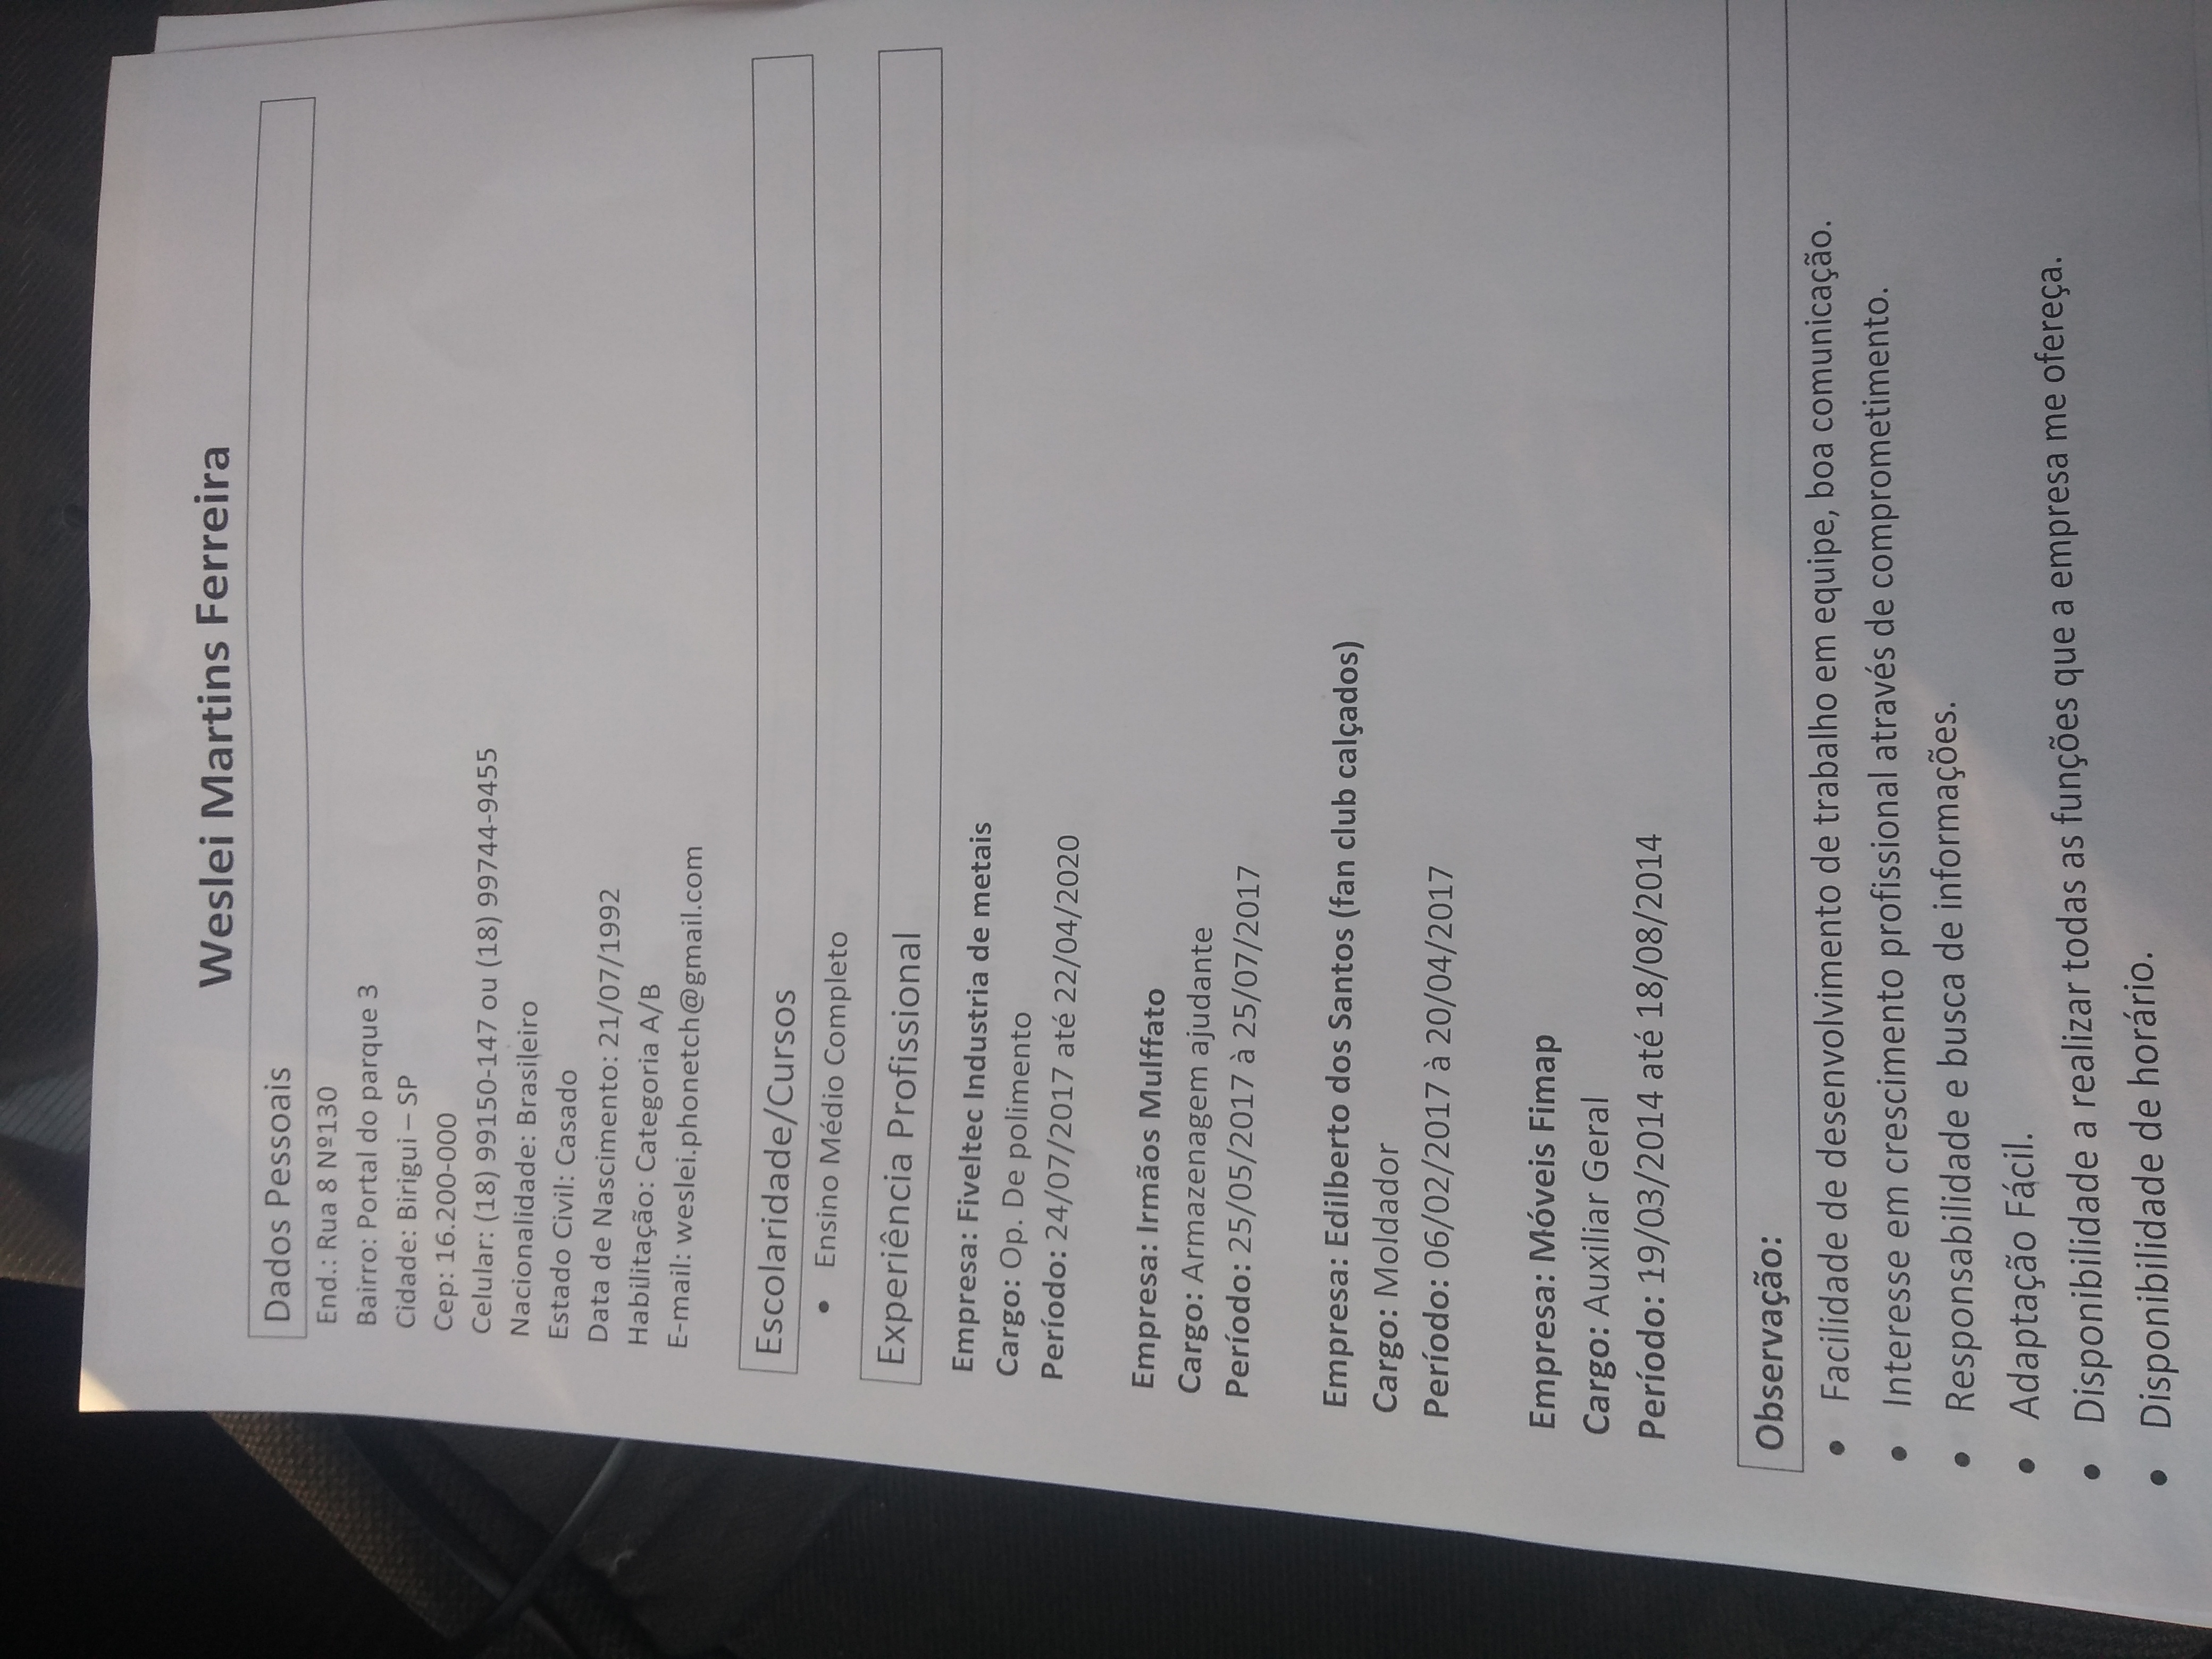 Weslei Martins Ferreira
Dados Pessoais
End.: Rua 8 Nº130
Bairro: Portal do parque 3
Cidade: Birigui – SP
Cep: 16.200-000
Celular: (18) 99150-147 ou (18) 99744-9455
Nacionalidade: Brasileiro
Estado Civil: Casado
Data de Nascimento: 21/07/1992
Habilitação: Categoria A/B
E-mail: weslei.phonetch@gmail.com
Escolaridade/Cursos
• Ensino Médio Completo
Experiência Profissional
Empresa: Fiveltec Industria de metais
Cargo: Op. De polimento
Período: 24/07/2017 até 22/04/2020
Empresa: Irmãos Mulffato
Cargo: Armazenagem ajudante
Período: 25/05/2017 à 25/07/2017
Empresa: Edilberto dos Santos (fan club calçados)
Cargo: Moldador
Período: 06/02/2017 à 20/04/2017
Empresa: Móveis Fimap
Cargo: Auxiliar Geral
Período: 19/03/2014 até 18/08/2014
Observação:
• Facilidade de desenvolvimento de trabalho em equipe, boa comunicação.
• Interesse em crescimento profissional através de comprometimento.
• Responsabilidade e busca de informações.
• Adaptação Fácil.
• Disponibilidade a realizar todas as funções que a empresa me ofereça.
• Disponibilidade de horário.